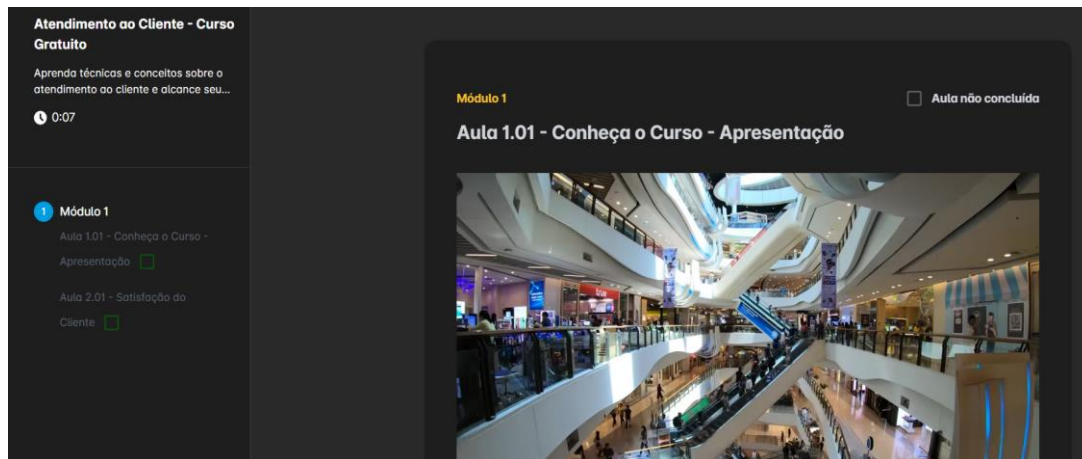 Atendimento ao Cliente - Curso
Gratuito
Aprenda técnicas e conceitos sobre o
atendimento ao cliente e alcance seu...
0:07
1 Módulo 1
Aula 1.01 - Conheça o Curso -
Apresentação
Aula 2.01 - Satisfação do
Cliente
Módulo 1
Aula não concluída
Aula 1.01 - Conheça o Curso - Apresentação